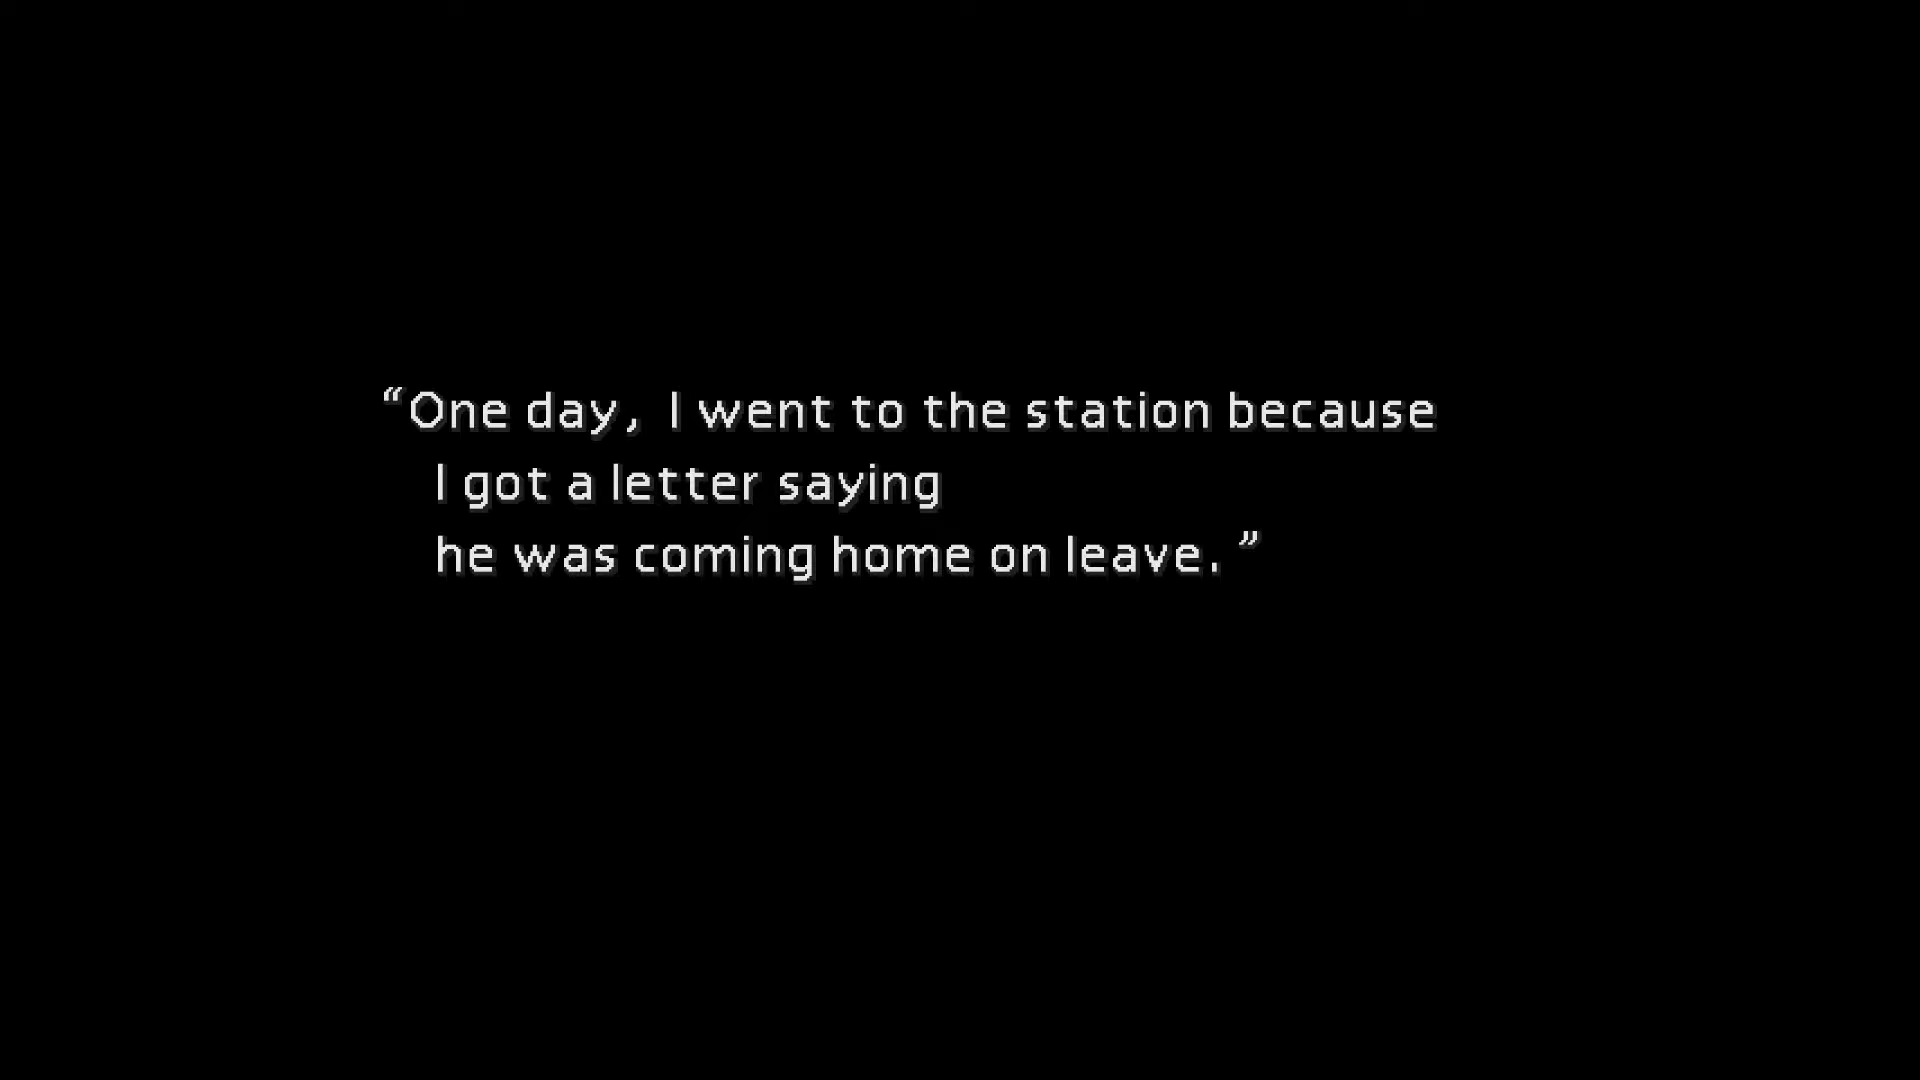 “One day, I went to the station because
I got a letter saying
he was coming home on leave.”